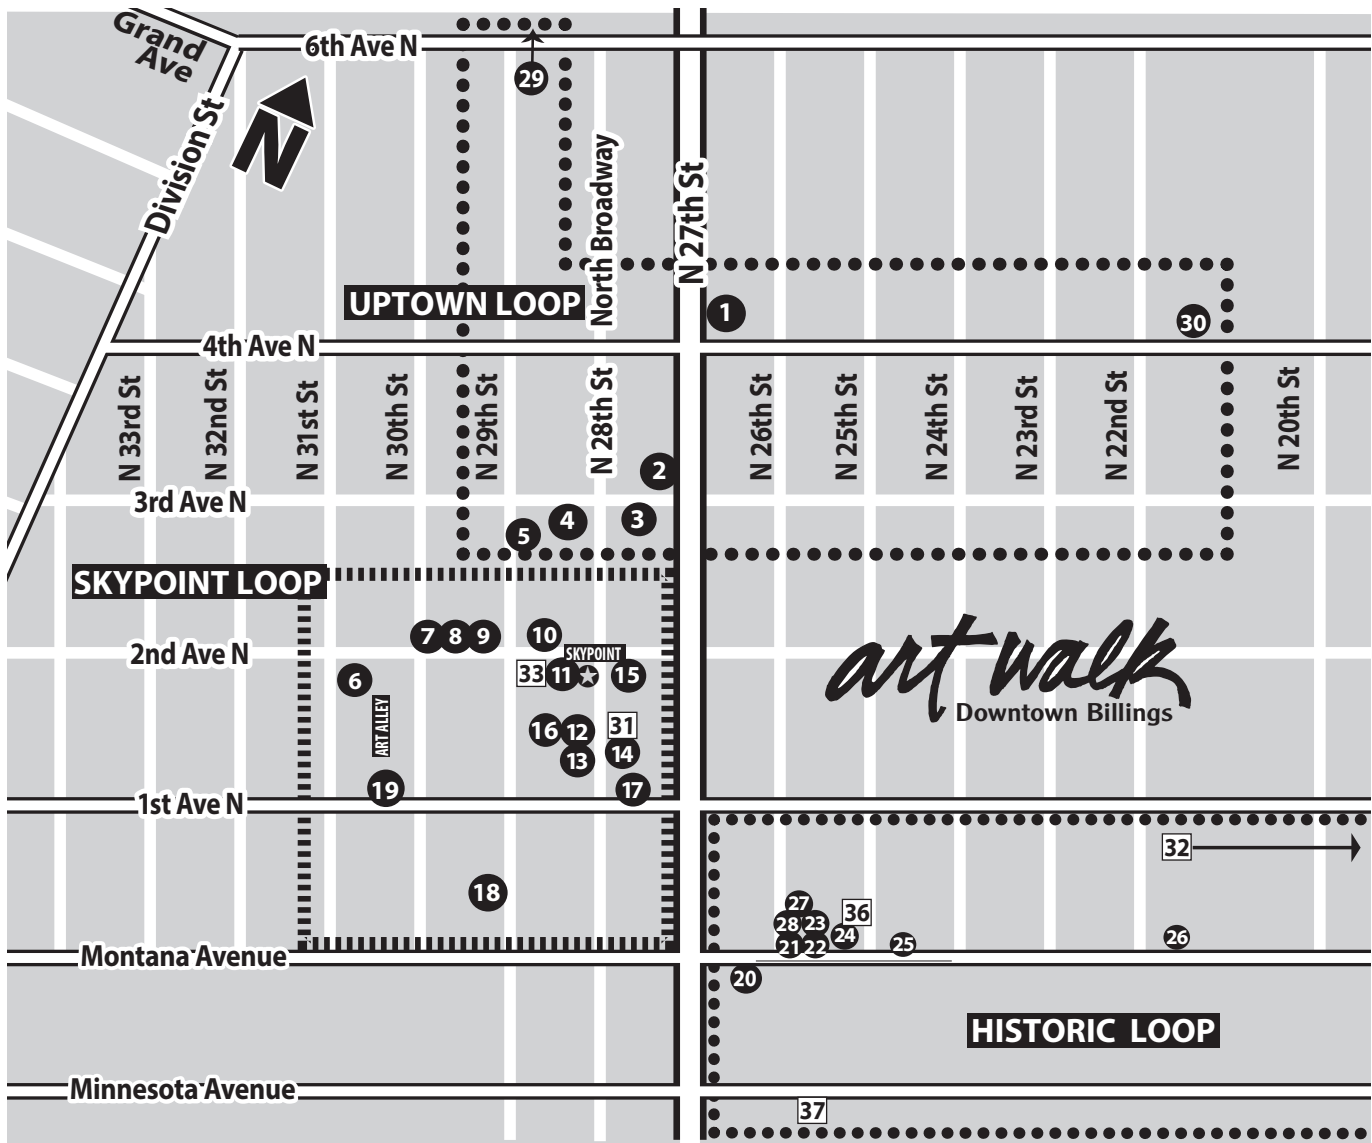 Grand
Ave
6th Ave N
29
N
Division St
North Broadway
N 27th St
UPTOWN LOOP
1
30
4th Ave N
N 33rd St
N 32nd St
N 31st St
N 30th St
N 29th St
N 28th St
N 26th St
N 25th St
N 24th St
N 23rd St
N 22nd St
N 20th St
2
3rd Ave N
3
4
5
SKYPOINT LOOP
7
8
9
10
2nd Ave N
SKYPOINT
33
11
15
6
ART ALLEY
16
12
31
13
14
19
17
art walk
Downtown Billings
1st Ave N
32
18
27
36
28
23
24
21
22
25
26
Montana Avenue
20
HISTORIC LOOP
Minnesota Avenue
37